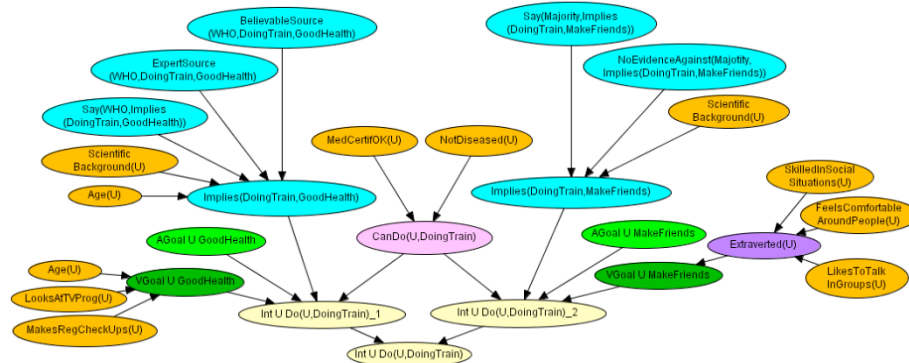 BelievableSource
(WHO,DoingTrain,GoodHealth)
Say(Majority,Implies
(DoingTrain,MakeFriends))
ExpertSource
(WHO,DoingTrain,GoodHealth)
NoEvidenceAgainst(Majotity,
Implies(DoingTrain,MakeFriends))
Say(WHO,Implies
(DoingTrain,GoodHealth))
Scientific
Background(U)
MedCertifOK(U)
NotDiseased(U)
Scientific
Background(U)
Age(U)
Implies(DoingTrain,GoodHealth)
Implies(DoingTrain,MakeFriends)
SkilledInSocial
Situations(U)
FeelsComfortable
AroundPeople(U)
AGoal U GoodHealth
CanDo(U,DoingTrain)
AGoal U MakeFriends
Extraverted(U)
Age(U)
VGoal U GoodHealth
VGoal U MakeFriends
LikesToTalk
InGroups(U)
LooksAtTVProg(U)
MakesRegCheckUps(U)
Int U Do(U,DoingTrain)_1
Int U Do(U,DoingTrain)_2
Int U Do(U,DoingTrain)